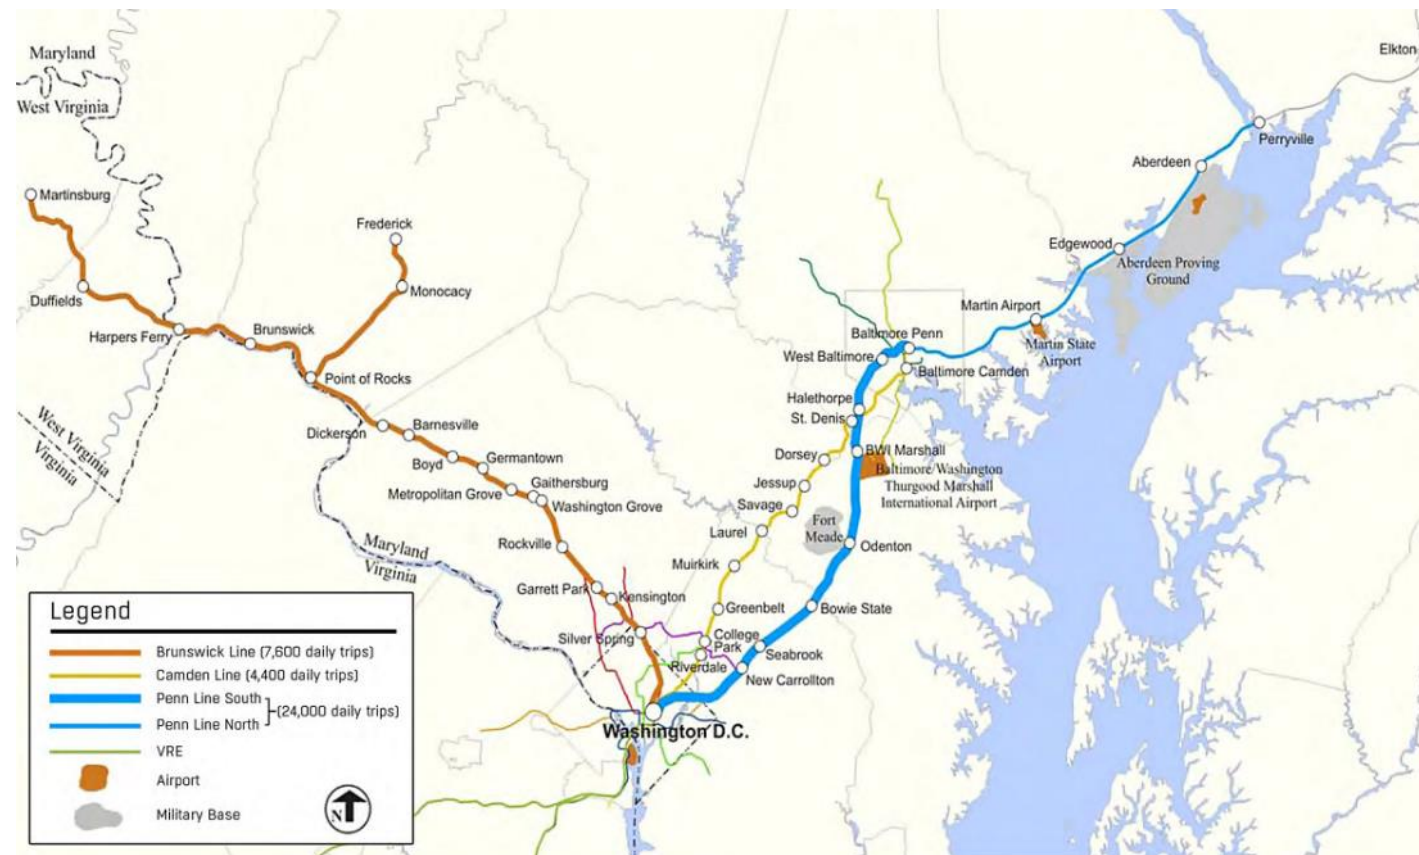 Maryland
West Virginia
Elkton
Perryville
Aberdeen
Martinsburg
Frederick
Edgewood
Aberdeen Proving
Ground
Duffields
Monocacy
Martin Airport
Harpers Ferry
Brunswick
Baltimore Penn
Martin State
Airport
West Baltimore
Point of Rocks
Baltimore Camden
Halethorpe
St. Denis
West Virginia
Virginia
Dickerson
Barnesville
BWI Marshall
Dorsey
Boyd
Germantown
Baltimore/Washington
Thurgood Marshall
International Airport
Jessup
Gaithersburg
Metropolitan Grove
Washington Grove
Savage
Fort
Meade
Laurel
Rockville
Odenton
Maryland
Virginia
Muirkirk
Garrett Park
Kensington
Greenbelt
Bowie State
Silver Spring
College
Park
Seabrook
Riverdale
New Carrollton
Washington D.C.
Legend
Brunswick Line (7,600 daily trips)
Camden Line (4,400 daily trips)
Penn Line South
(24,000 daily trips)
Penn Line North
VRE
Airport
Military Base
N